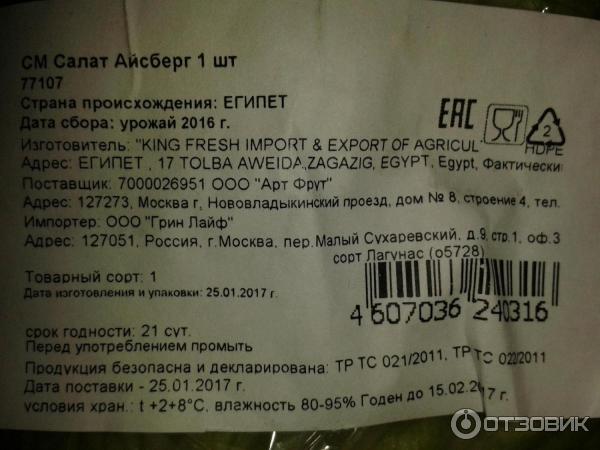 СМ Салат Айсберг 1 шт
77107
Страна происхождения: ЕГИПЕТ
Дата сбора: урожай 2016 г.
EAC
2
HDPE
Изготовитель: "KING FRESH IMPORT & EXPORT OF AGRICUL
Адрес: ЕГИПЕТ , 17 TOLBA AWEIDA,ZAGAZIG, EGYPT, Egypt, Фактически
Поставщик: 7000026951 ООО "Арт Фрут"
Адрес: 127273, Москва г, Нововладыкинский проезд, дом № 8, строение 4, тел.
Импортер: ООО "Грин Лайф"
Адрес: 127051, Россия, г.Москва, пер.Малый Сухаревский, д.9, стр.1, оф.3
сорт Лагунас (о5728)
Товарный сорт: 1
Дата изготовления и упаковки: 25.01.2017 г.
4 607036 240316
срок годности: 21 сут.
Перед употреблением промыть
Продукция безопасна и декларирована: ТР ТС 021/2011, ТР ТС 022/2011
Дата поставки - 25.01.2017 г.
условия хран.: t +2+8°С, влажность 80-95% Годен до 15.02.2017 г.
ОТЗОВИК